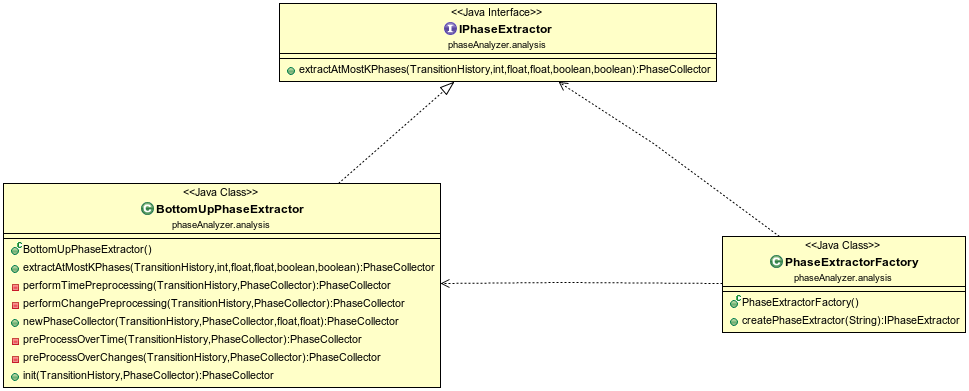 <<Java Interface>>
IPhaseExtractor
phaseAnalyzer.analysis
extractAtMostKPhases(TransitionHistory,int,float,float,boolean,boolean):PhaseCollector
<<Java Class>>
BottomUpPhaseExtractor
phaseAnalyzer.analysis
BottomUpPhaseExtractor()
extractAtMostKPhases(TransitionHistory,int,float,float,boolean,boolean):PhaseCollector
performTimePreprocessing(TransitionHistory,PhaseCollector):PhaseCollector
performChangePreprocessing(TransitionHistory,PhaseCollector):PhaseCollector
newPhaseCollector(TransitionHistory,PhaseCollector,float,float):PhaseCollector
preProcessOverTime(TransitionHistory,PhaseCollector):PhaseCollector
preProcessOverChanges(TransitionHistory,PhaseCollector):PhaseCollector
init(TransitionHistory,PhaseCollector):PhaseCollector
<<Java Class>>
PhaseExtractorFactory
phaseAnalyzer.analysis
PhaseExtractorFactory()
createPhaseExtractor(String):IPhaseExtractor